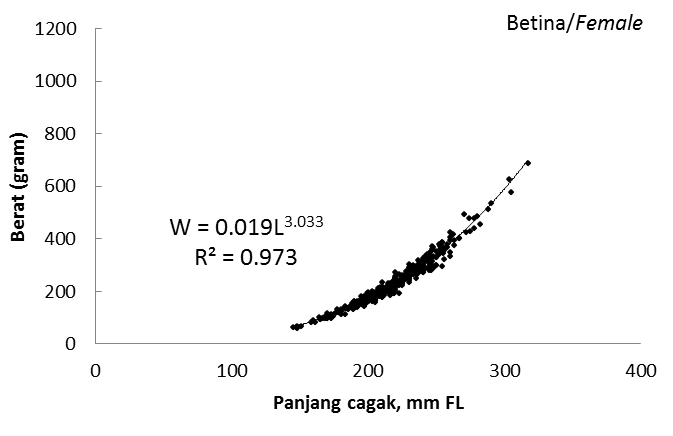 Betina/Female
1200
1000
800
600
400
200
0
Berat (gram)
W = 0.019L³·⁰³³
R² = 0.973
0 100 200 300 400
Panjang cagak, mm FL